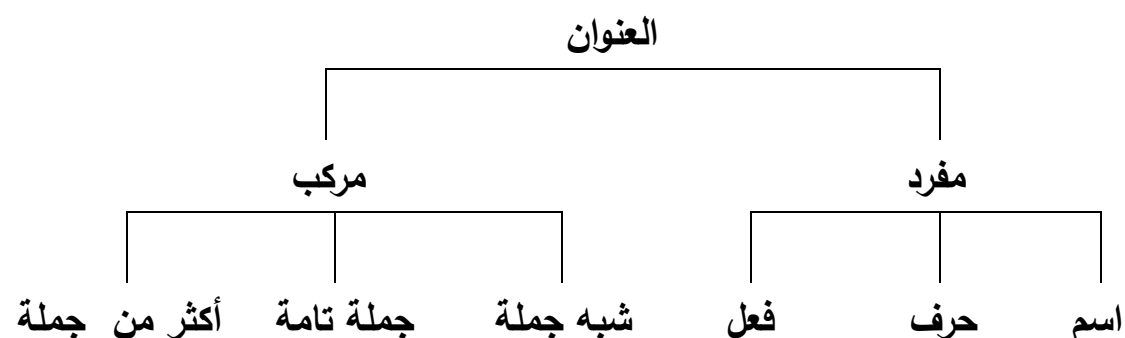 العنوان
مفرد مركب
اسم حرف فعل شبه جملة جملة تامة أكثر من جملة